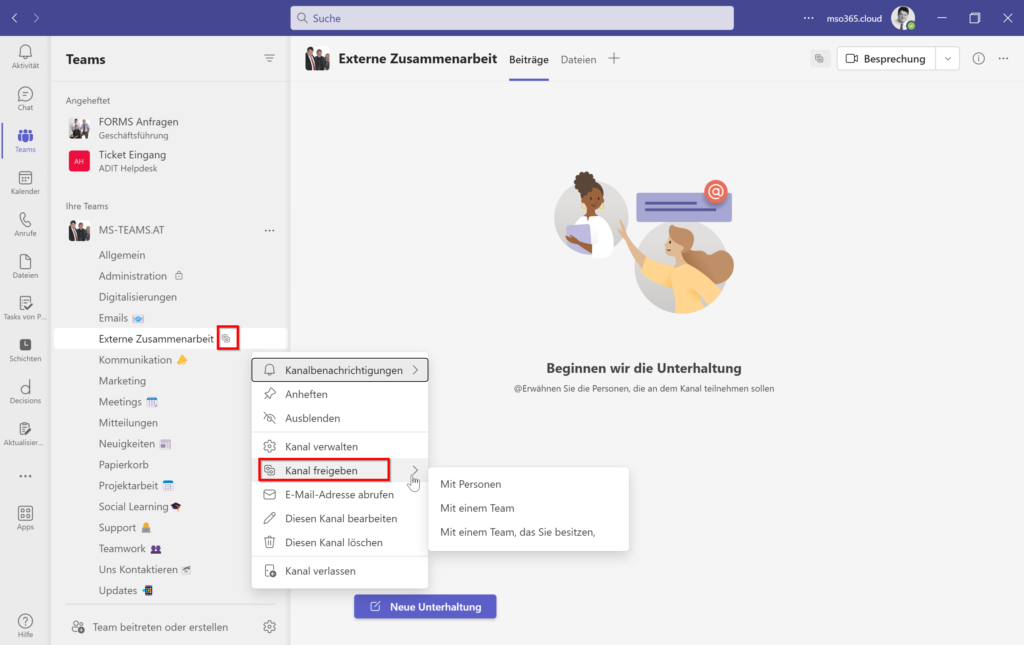 Suche
mso365.cloud
Aktivität
Chat
Teams
Kalender
Anrufe
Dateien
Tasks von P...
Schichten
Decisions
Aktualisier...
Apps
Hilfe
Teams
Angeheftet
FORMS Anfragen
Geschäftsführung
AH
Ticket Eingang
ADIT Helpdesk
Ihre Teams
MS-TEAMS.AT
Allgemein
Administration
Digitalisierungen
Emails
Externe Zusammenarbeit
Kommunikation
Marketing
Meetings
Mitteilungen
Neuigkeiten
Papierkorb
Projektarbeit
Social Learning
Support
Teamwork
Uns Kontaktieren
Updates
Team beitreten oder erstellen
Kanalbenachrichtigungen
Anheften
Ausblenden
Kanal verwalten
Kanal freigeben
E-Mail-Adresse abrufen
Diesen Kanal bearbeiten
Diesen Kanal löschen
Kanal verlassen
Mit Personen
Mit einem Team
Mit einem Team, das Sie besitzen,
Externe Zusammenarbeit
Beiträge
Dateien
Besprechung
@
Beginnen wir die Unterhaltung
@Erwähnen Sie die Personen, die an dem Kanal teilnehmen sollen
Neue Unterhaltung